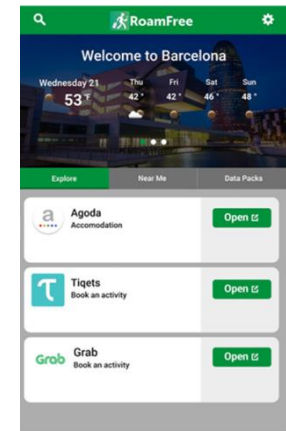 RoamFree
Welcome to Barcelona
Wednesday 21
53 °F
Thu Fri Sat Sun
42 ° 42 ° 46 ° 48 °
Explore Near Me Data Packs
a
Agoda
Accomodation
Open
T
Tiqets
Book an activity
Open
Grab
Grab
Book an activity
Open